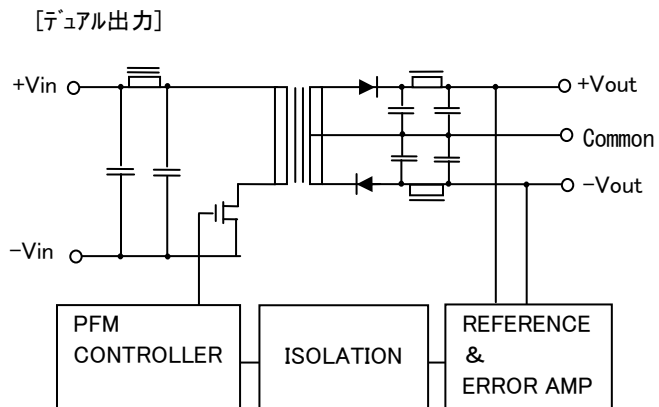 [デュアル出力]
+Vin
+Vout
Common
−Vout
−Vin
PFM
CONTROLLER
ISOLATION
REFERENCE
&
ERROR AMP